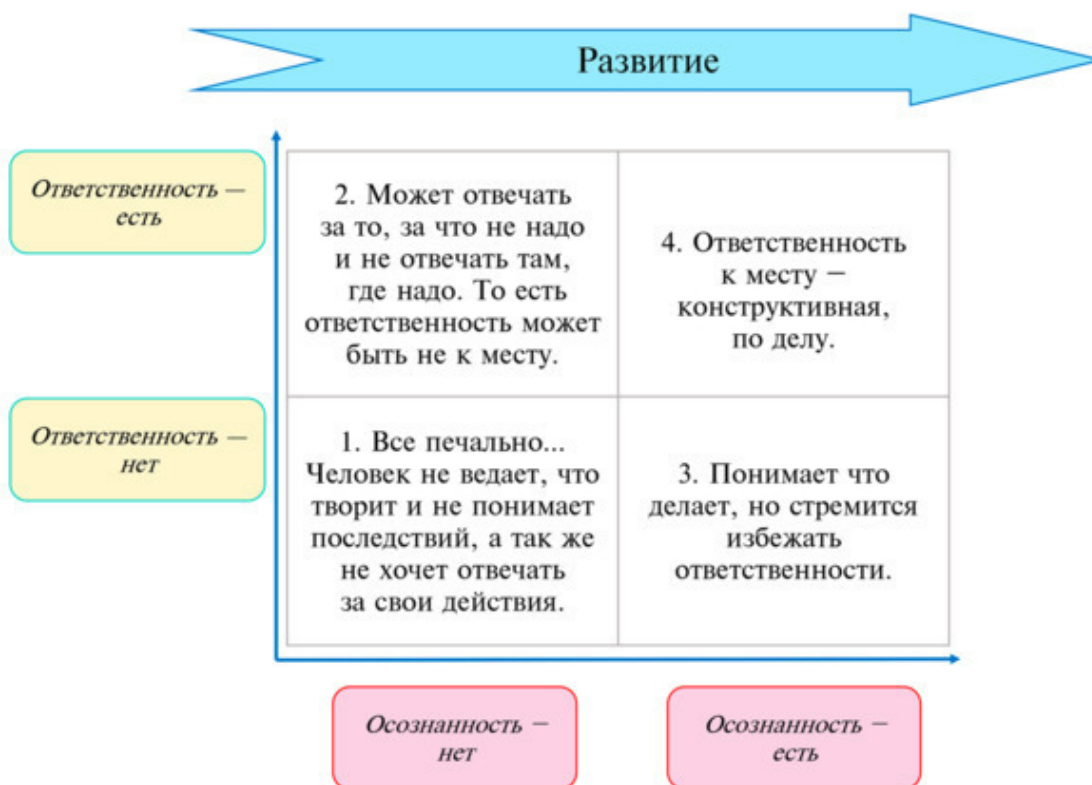 Развитие
Ответственность —
есть
2. Может отвечать
за то, за что не надо
и не отвечать там,
где надо. То есть
ответственность может
быть не к месту.
4. Ответственность
к месту —
конструктивная,
по делу.
Ответственность —
нет
1. Все печально...
Человек не ведает, что
творит и не понимает
последствий, а так же
не хочет отвечать
за свои действия.
3. Понимает что
делает, но стремится
избежать
ответственности.
Осознанность —
нет
Осознанность —
есть